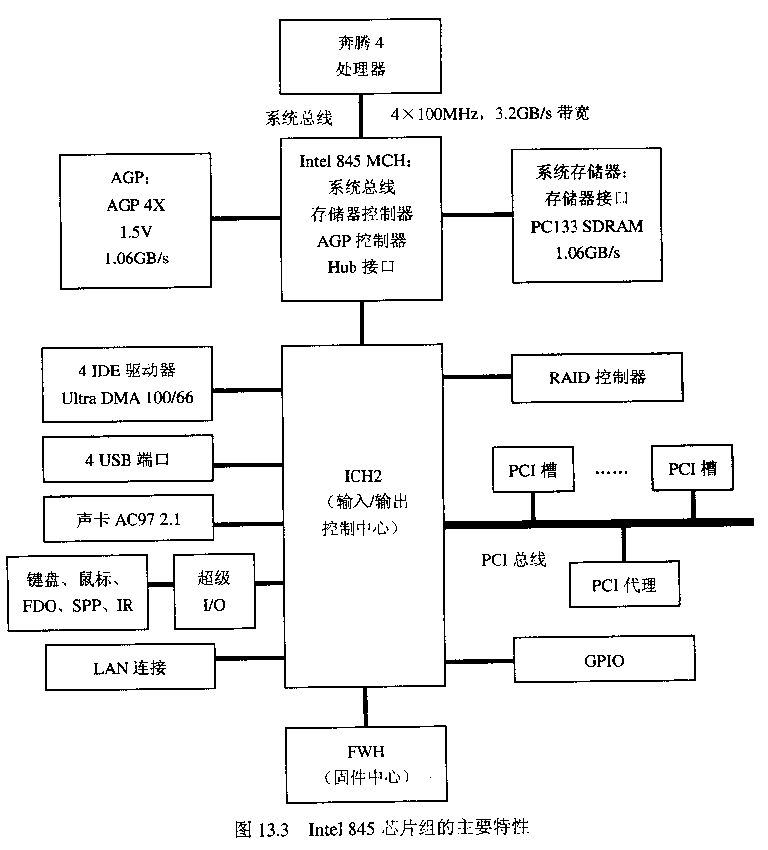 奔腾 4
处理器
系统总线
4×100MHz，3.2GB/s 带宽
AGP：
AGP 4X
1.5V
1.06GB/s
Intel 845 MCH：
系统总线
存储器控制器
AGP 控制器
Hub 接口
系统存储器：
存储器接口
PC133 SDRAM
1.06GB/s
4 IDE 驱动器
Ultra DMA 100/66
RAID 控制器
4 USB 端口
ICH2
（输入/输出
控制中心）
PCI 槽
……
PCI 槽
声卡 AC97 2.1
PCI 总线
键盘、鼠标、
FDO、SPP、IR
超级
I/O
PCI 代理
LAN 连接
GPIO
FWH
（固件中心）
图 13.3 Intel 845 芯片组的主要特性